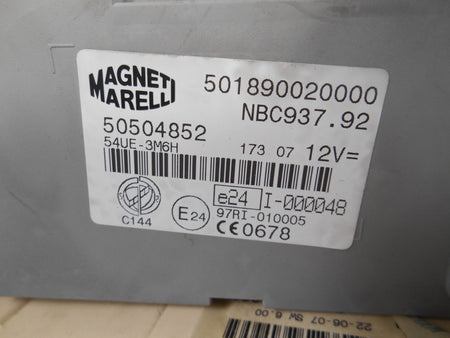 MAGNETI
MARELLI
501890020000
NBC937.92
50504852
54UE-3M6H
173 07 12V=
e24 I-000048
C144
E24
97RI-010005
CE0678
22-06-07 SW 6.00